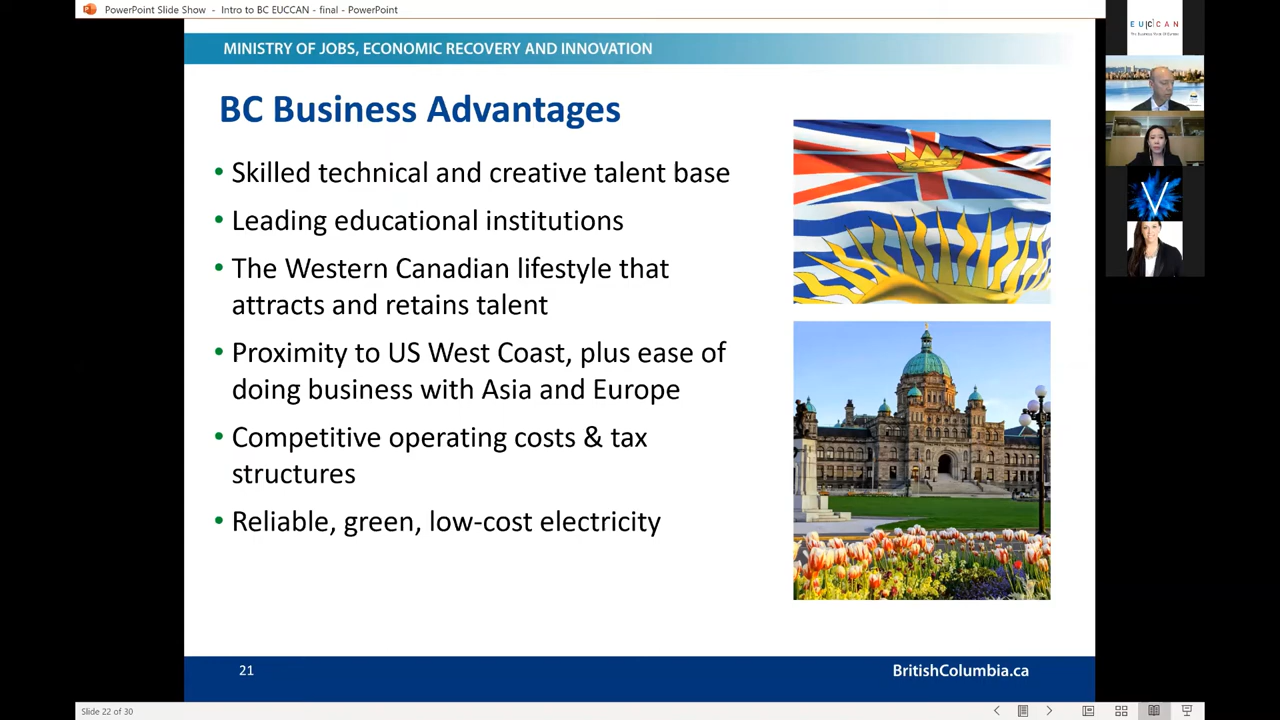 PowerPoint Slide Show - Intro to BC EUCCAN - final - PowerPoint
MINISTRY OF JOBS, ECONOMIC RECOVERY AND INNOVATION
BC Business Advantages
• Skilled technical and creative talent base
• Leading educational institutions
• The Western Canadian lifestyle that
attracts and retains talent
• Proximity to US West Coast, plus ease of
doing business with Asia and Europe
• Competitive operating costs & tax
structures
• Reliable, green, low-cost electricity
21
BritishColumbia.ca
Slide 22 of 30
EUCCAN
V